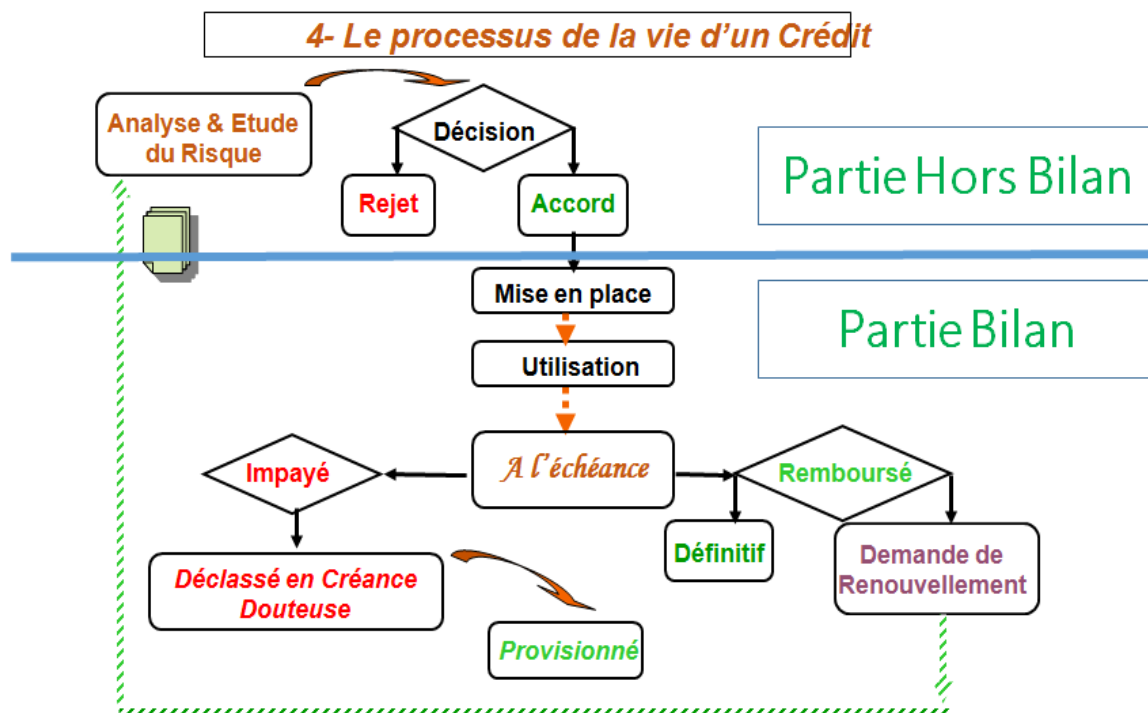 4- Le processus de la vie d'un Crédit
Analyse & Etude
du Risque
Décision
Rejet
Accord
Partie Hors Bilan
Mise en place
Partie Bilan
Utilisation
A l'échéance
Impayé
Remboursé
Définitif
Demande de
Renouvellement
Déclassé en Créance
Douteuse
Provisionné